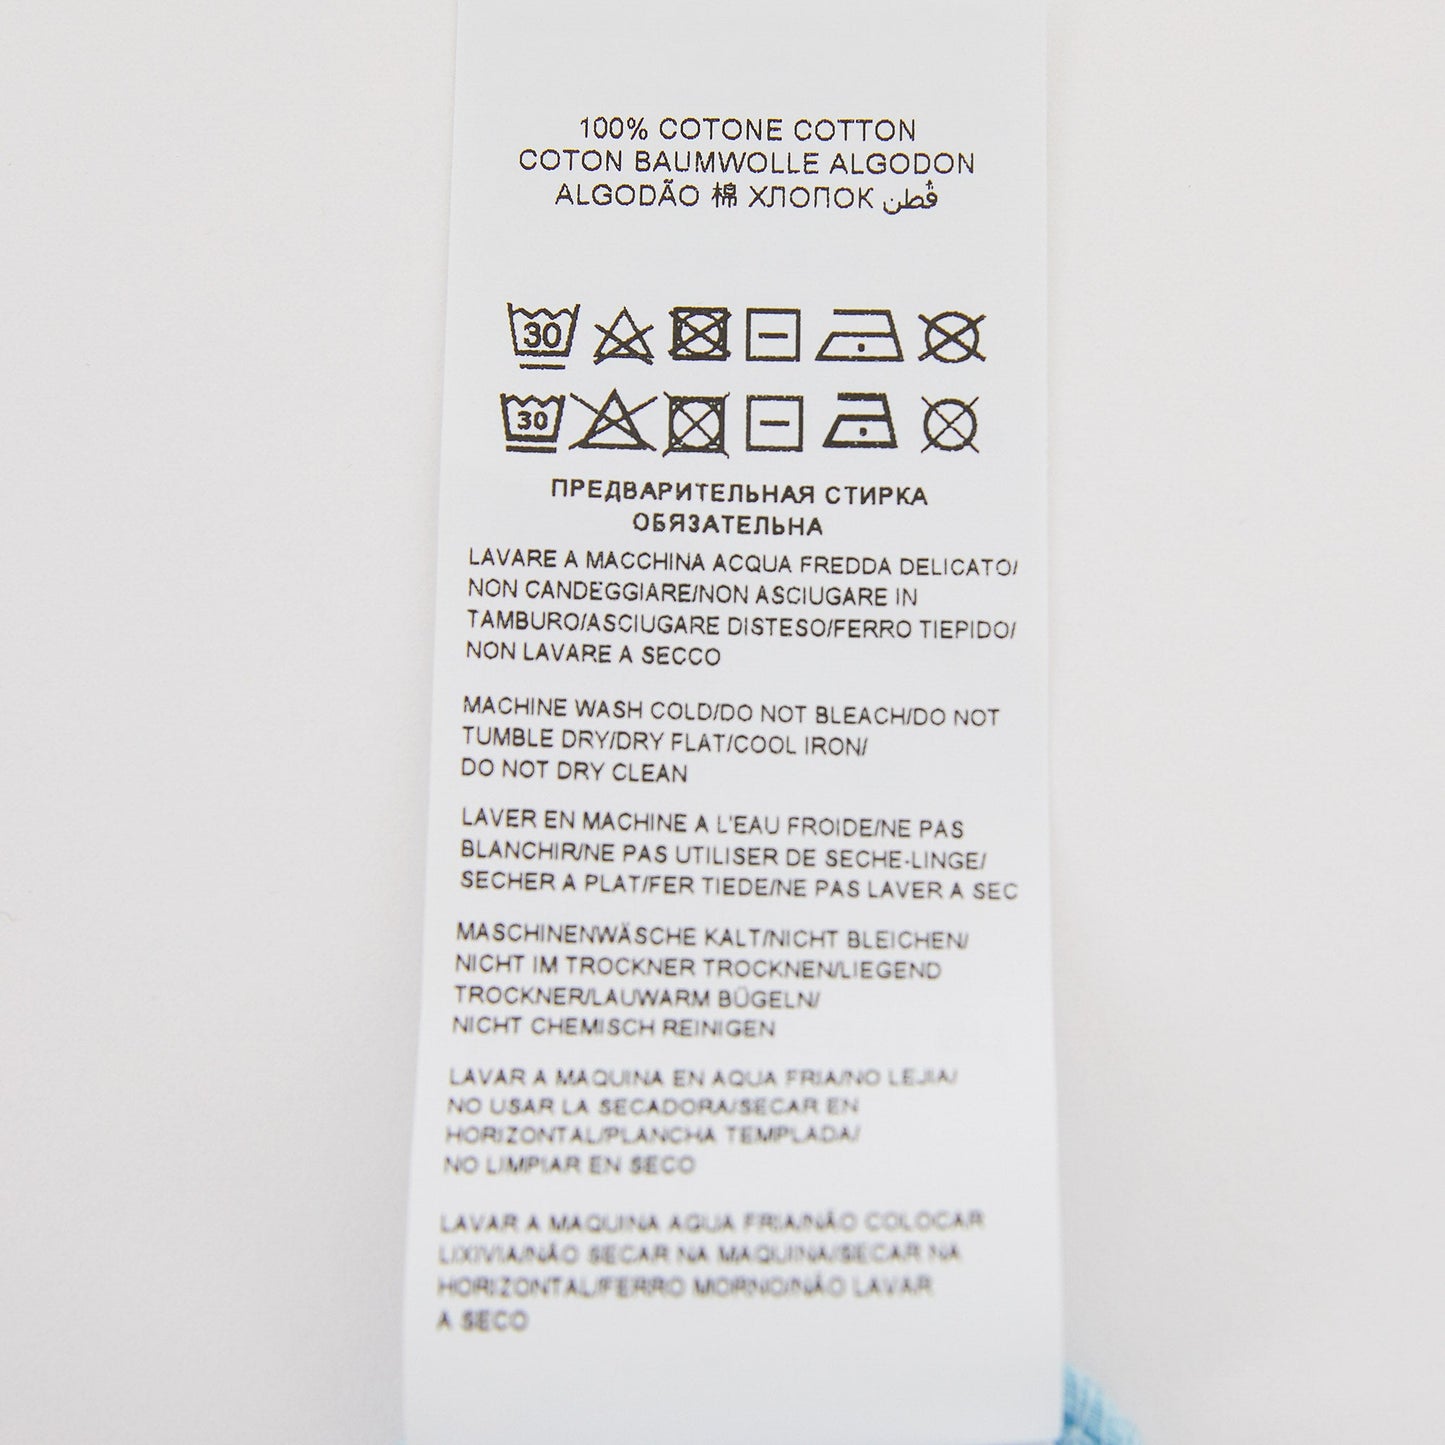 100% COTONE COTTON
COTON BAUMWOLLE ALGODON
ALGODÃO 棉 ХЛОПОК قُطن
30
30
ПРЕДВАРИТЕЛЬНАЯ СТИРКА
ОБЯЗАТЕЛЬНА
LAVARE A MACCHINA ACQUA FREDDA DELICATO/
NON CANDEGGIARE/NON ASCIUGARE IN
TAMBURO/ASCIUGARE DISTESO/FERRO TIEPIDO/
NON LAVARE A SECCO
MACHINE WASH COLD/DO NOT BLEACH/DO NOT
TUMBLE DRY/DRY FLAT/COOL IRON/
DO NOT DRY CLEAN
LAVER EN MACHINE A L'EAU FROIDE/NE PAS
BLANCHIR/NE PAS UTILISER DE SECHE-LINGE/
SECHER A PLAT/FER TIEDE/NE PAS LAVER A SEC
MASCHINENWÄSCHE KALT/NICHT BLEICHEN/
NICHT IM TROCKNER TROCKNEN/LIEGEND
TROCKNER/LAUWARM BÜGELN/
NICHT CHEMISCH REINIGEN
LAVAR A MAQUINA EN AQUA FRIA/NO LEJIA/
NO USAR LA SECADORA/SECAR EN
HORIZONTAL/PLANCHA TEMPLADA/
NO LIMPIAR EN SECO
LAVAR A MAQUINA AGUA FRIA/NÃO COLOCAR
LIXIVIA/NÃO SECAR NA MAQUINA/SECAR NA
HORIZONTAL/FERRO MORNO/NÃO LAVAR
A SECO